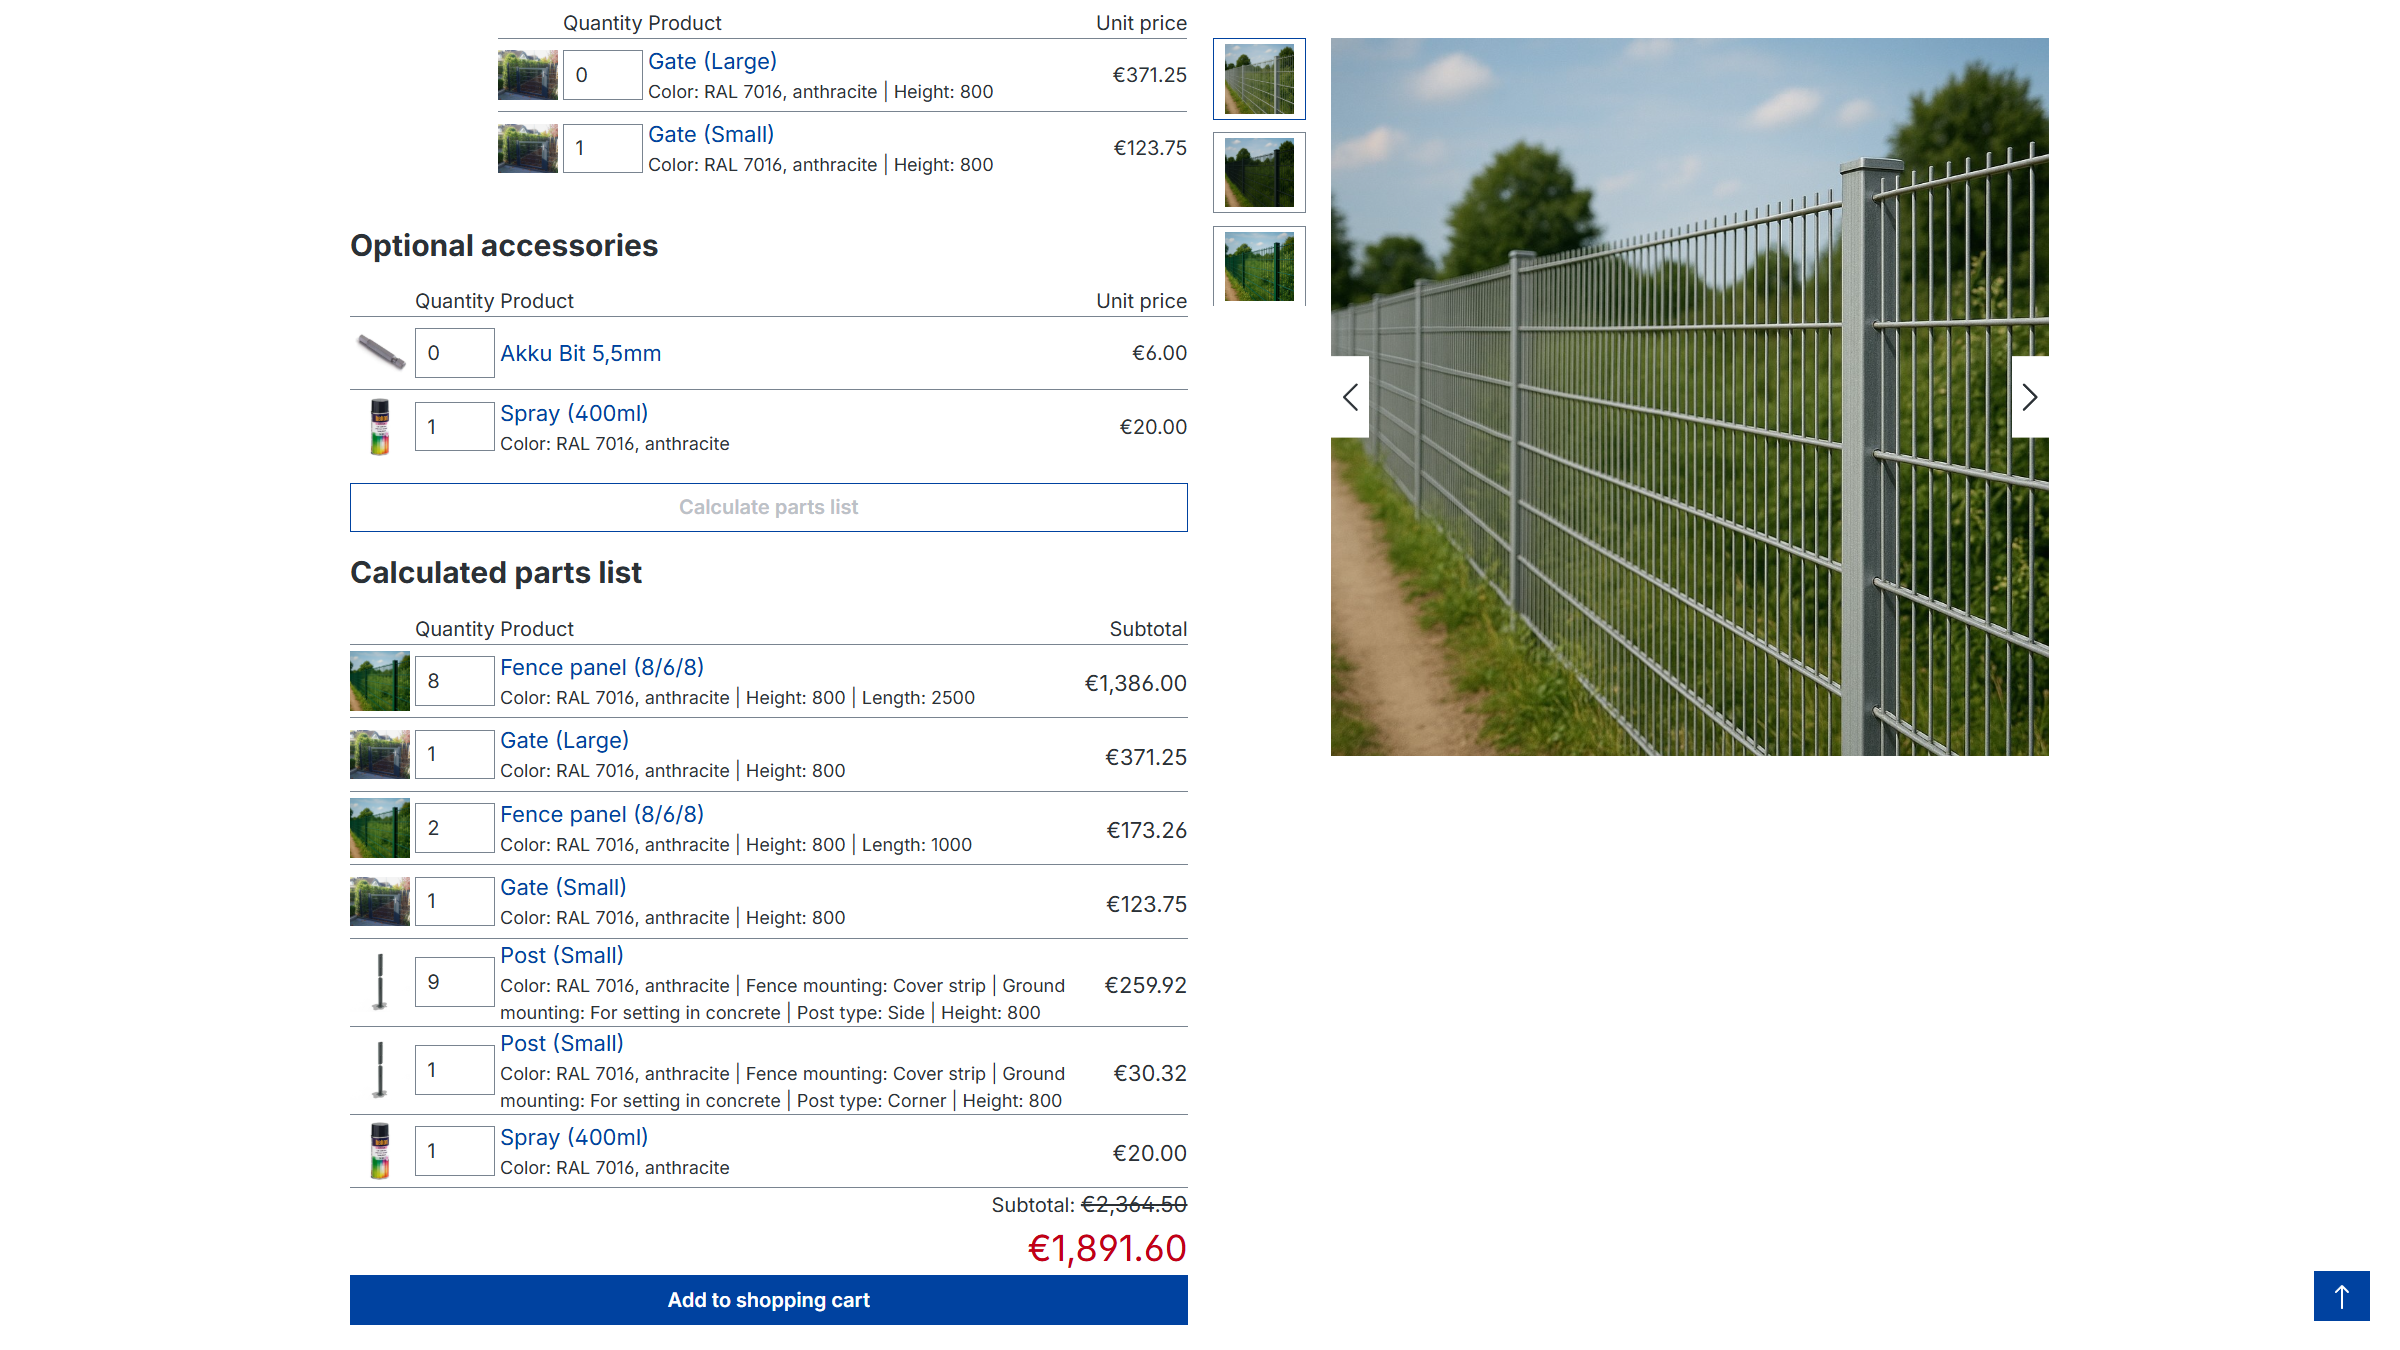 Quantity Product Unit price
0 Gate (Large) €371.25
Color: RAL 7016, anthracite | Height: 800
1 Gate (Small) €123.75
Color: RAL 7016, anthracite | Height: 800
Optional accessories
Quantity Product Unit price
0 Akku Bit 5,5mm €6.00
1 Spray (400ml) €20.00
Color: RAL 7016, anthracite
Calculate parts list
Calculated parts list
Quantity Product Subtotal
8 Fence panel (8/6/8) €1,386.00
Color: RAL 7016, anthracite | Height: 800 | Length: 2500
1 Gate (Large) €371.25
Color: RAL 7016, anthracite | Height: 800
2 Fence panel (8/6/8) €173.26
Color: RAL 7016, anthracite | Height: 800 | Length: 1000
1 Gate (Small) €123.75
Color: RAL 7016, anthracite | Height: 800
9 Post (Small) €259.92
Color: RAL 7016, anthracite | Fence mounting: Cover strip | Ground
mounting: For setting in concrete | Post type: Side | Height: 800
1 Post (Small) €30.32
Color: RAL 7016, anthracite | Fence mounting: Cover strip | Ground
mounting: For setting in concrete | Post type: Corner | Height: 800
1 Spray (400ml) €20.00
Color: RAL 7016, anthracite
Subtotal: €2,364.50
€1,891.60
Add to shopping cart